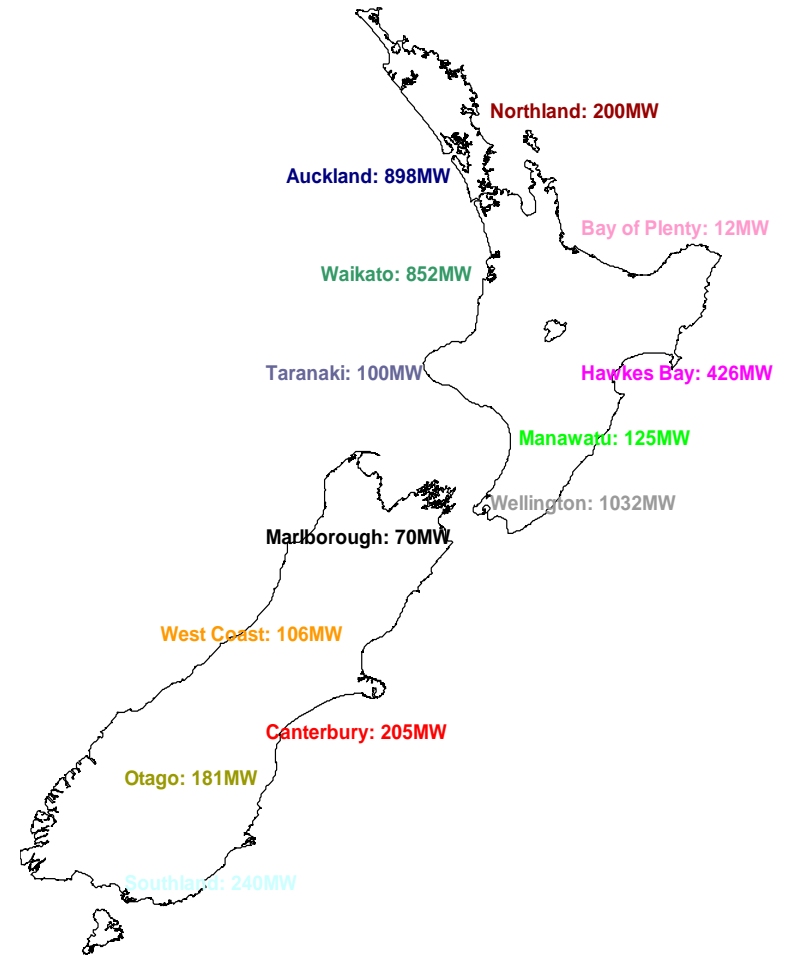 Northland: 200MW
Auckland: 898MW
Bay of Plenty: 12MW
Waikato: 852MW
Taranaki: 100MW
Hawkes Bay: 426MW
Manawatu: 125MW
Wellington: 1032MW
Marlborough: 70MW
West Coast: 106MW
Canterbury: 205MW
Otago: 181MW
Southland: 240MW